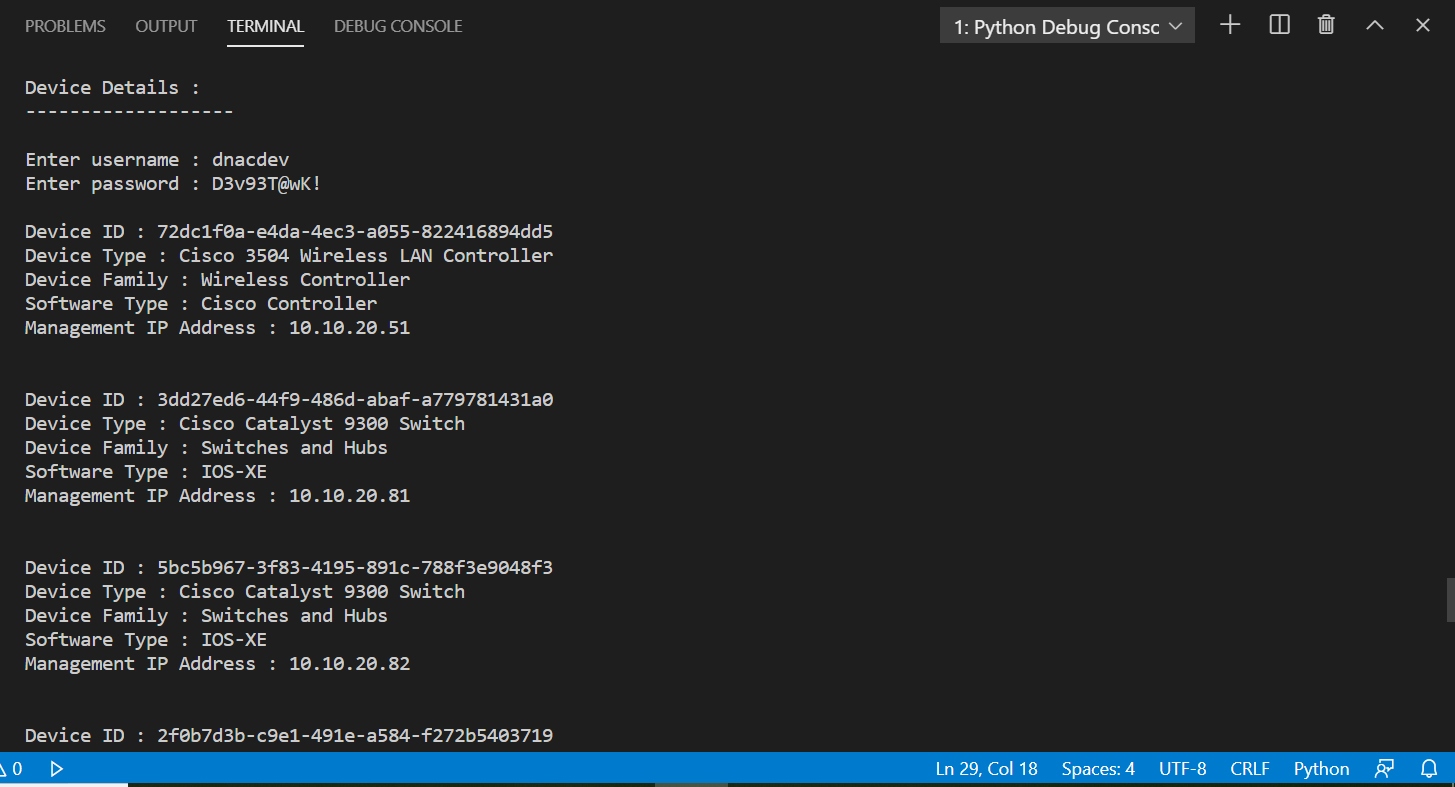 PROBLEMS OUTPUT TERMINAL DEBUG CONSOLE 1: Python Debug Consc
Device Details :
-------------------
Enter username : dnacdev
Enter password : D3v93T@wK!
Device ID : 72dc1f0a-e4da-4ec3-a055-822416894dd5
Device Type : Cisco 3504 Wireless LAN Controller
Device Family : Wireless Controller
Software Type : Cisco Controller
Management IP Address : 10.10.20.51
Device ID : 3dd27ed6-44f9-486d-abaf-a779781431a0
Device Type : Cisco Catalyst 9300 Switch
Device Family : Switches and Hubs
Software Type : IOS-XE
Management IP Address : 10.10.20.81
Device ID : 5bc5b967-3f83-4195-891c-788f3e9048f3
Device Type : Cisco Catalyst 9300 Switch
Device Family : Switches and Hubs
Software Type : IOS-XE
Management IP Address : 10.10.20.82
Device ID : 2f0b7d3b-c9e1-491e-a584-f272b5403719
0 Ln 29, Col 18 Spaces: 4 UTF-8 CRLF Python